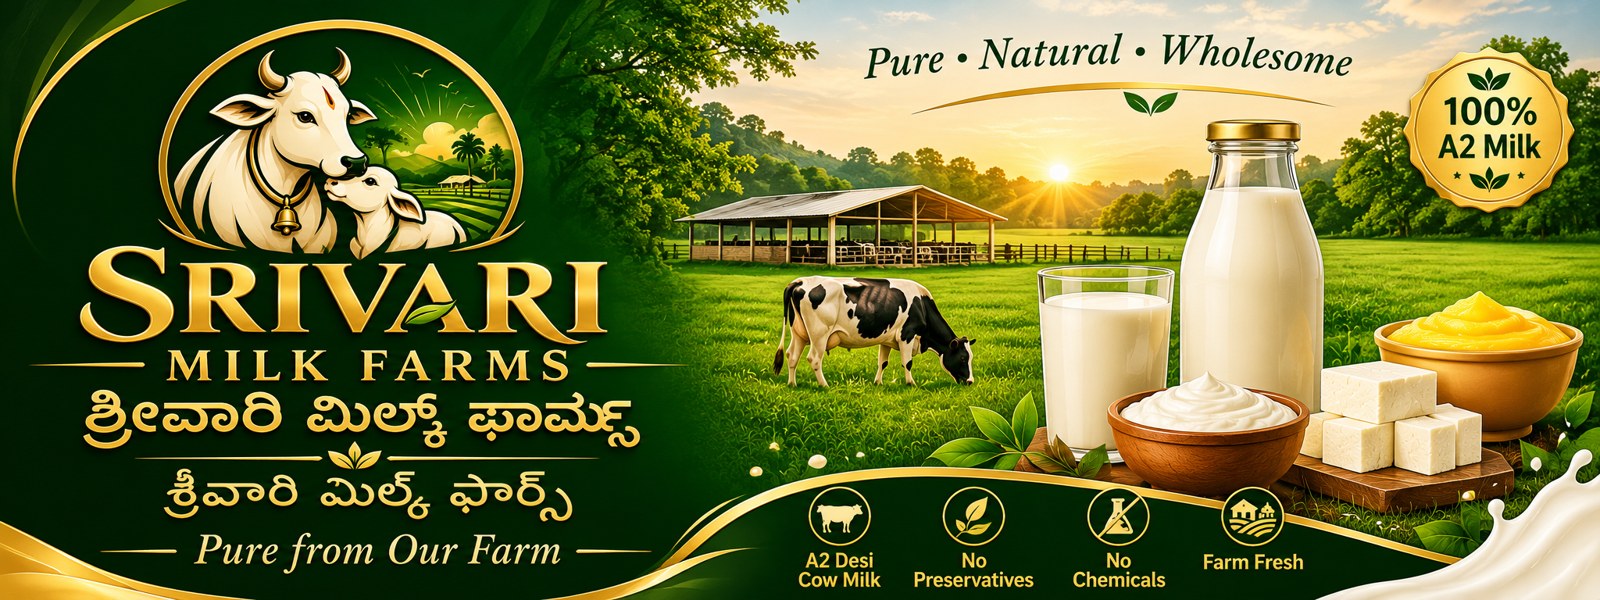 SRIVARI
MILK FARMS
 శ్రీవారి మిల్క్ ఫార్మ్స్
శ్రీవారి మిల్క్ ఫార్మ్స్
Pure from Our Farm
Pure • Natural • Wholesome
100%
A2 Milk
A2 Desi
Cow Milk
No
Preservatives
No
Chemicals
Farm Fresh